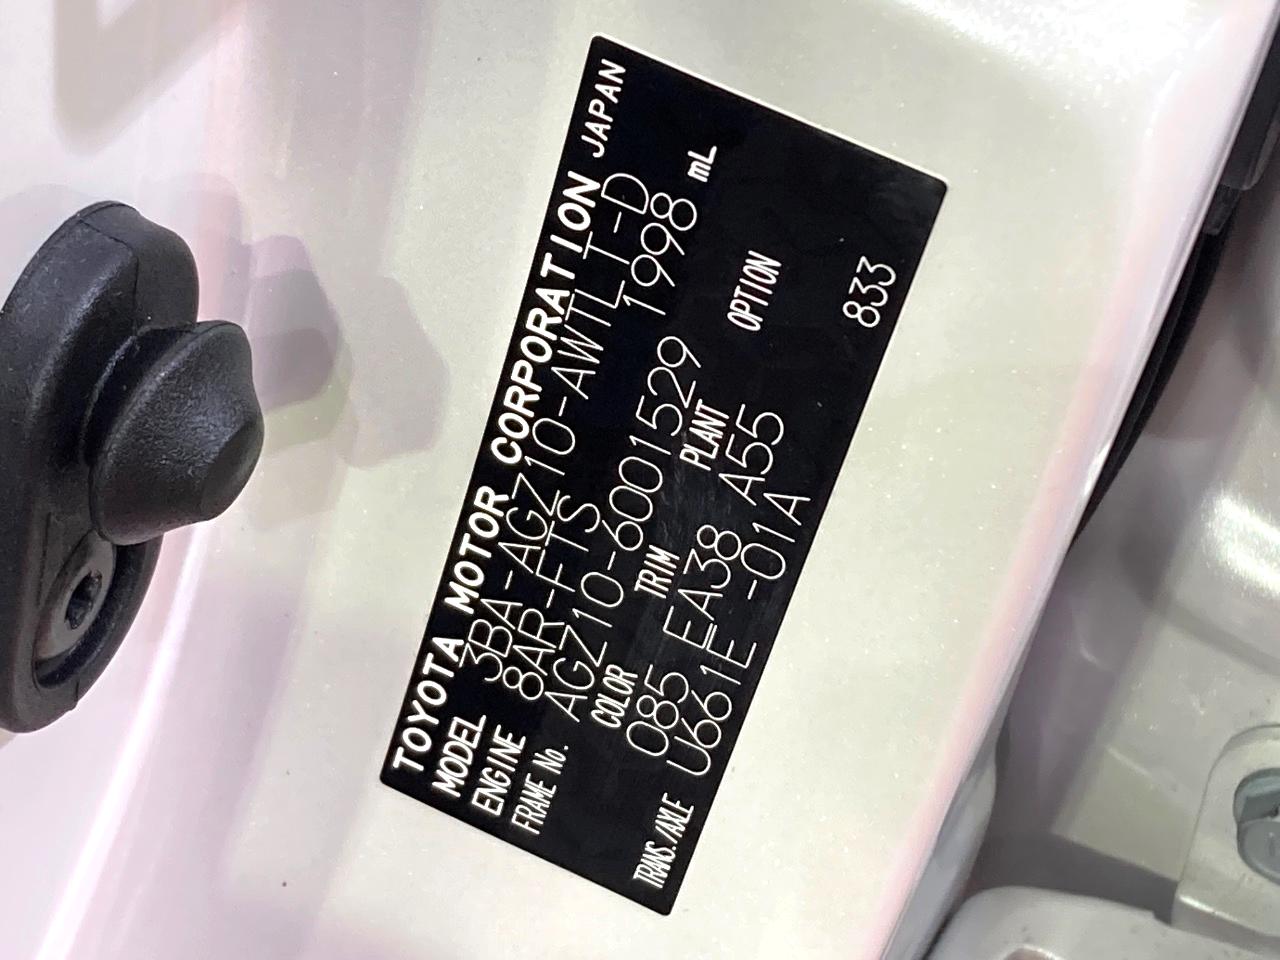 TOYOTA MOTOR CORPORATION JAPAN
MODEL 3BA-AGZ10-AWTLT-D
ENGINE 8AR-FTS 1998 mL
FRAME No. AGZ10-6001529
COLOR TRIM PLANT OPTION
085 EA38 A55
TRANS./AXLE U661E -01A 833